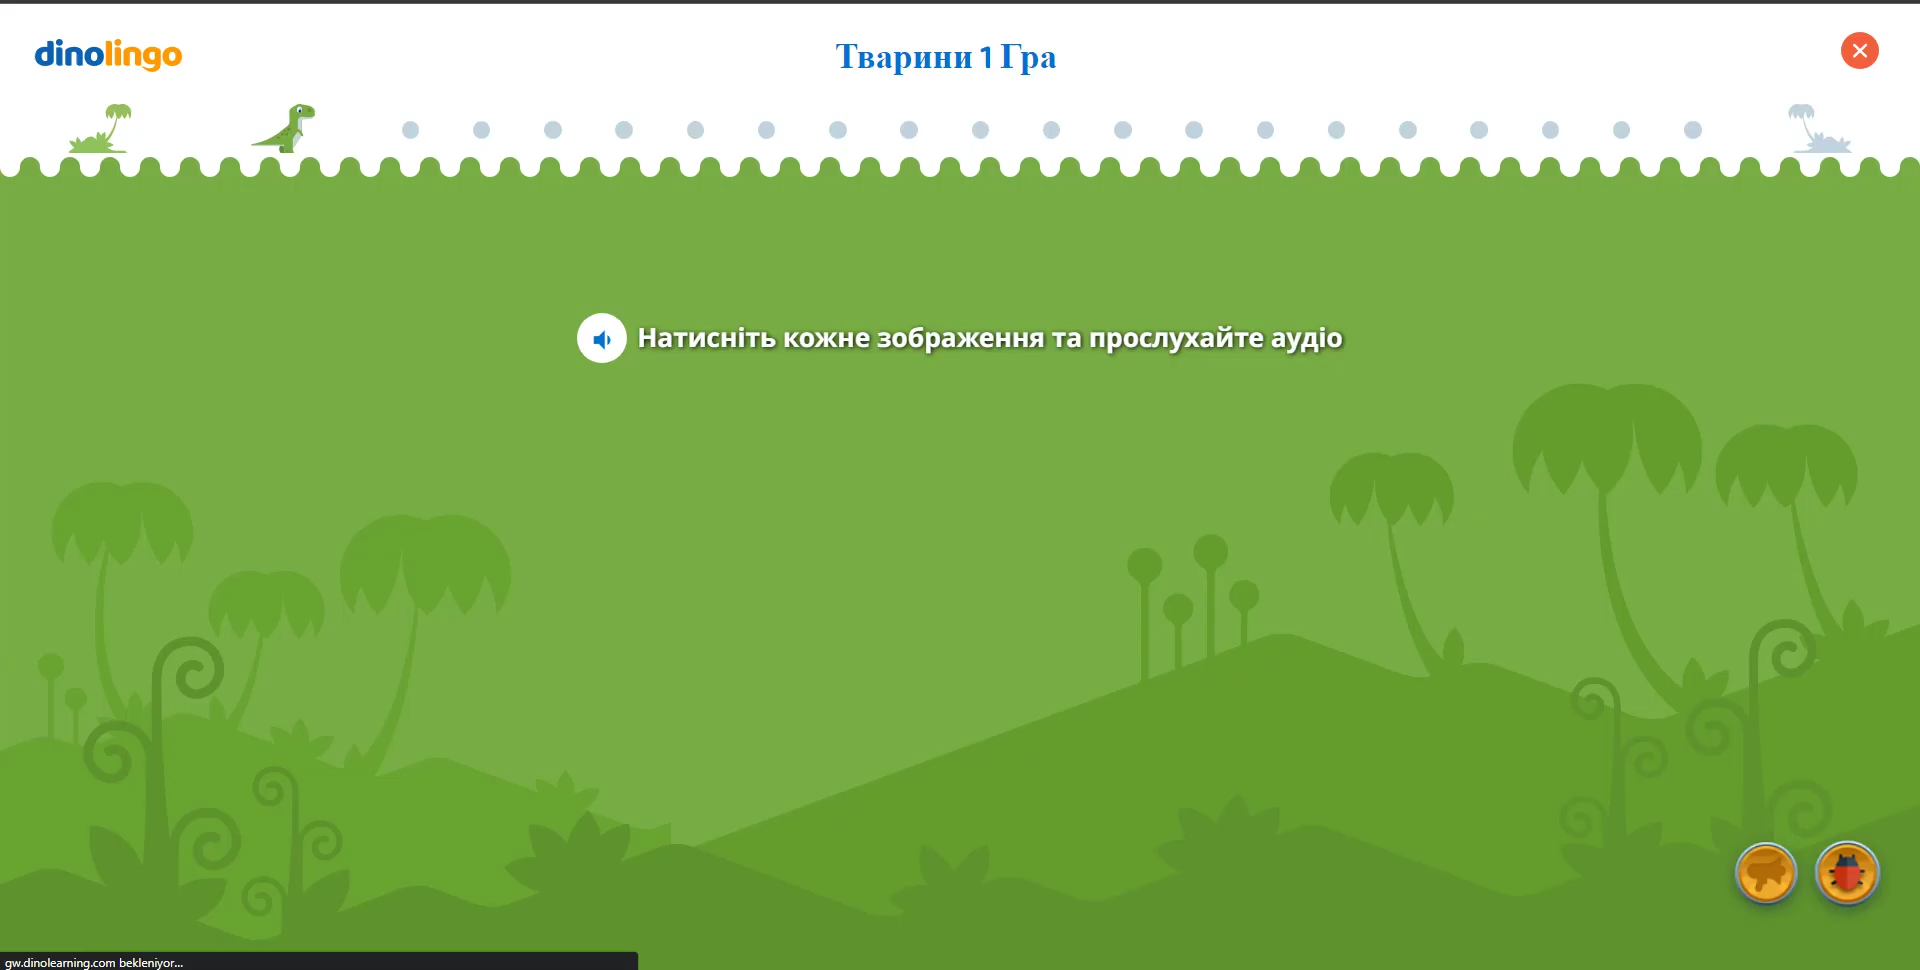 dinolingo
Тварини 1 Гра
Натисніть кожне зображення та прослухайте аудіо
gw.dinolearning.com bekleniyor...